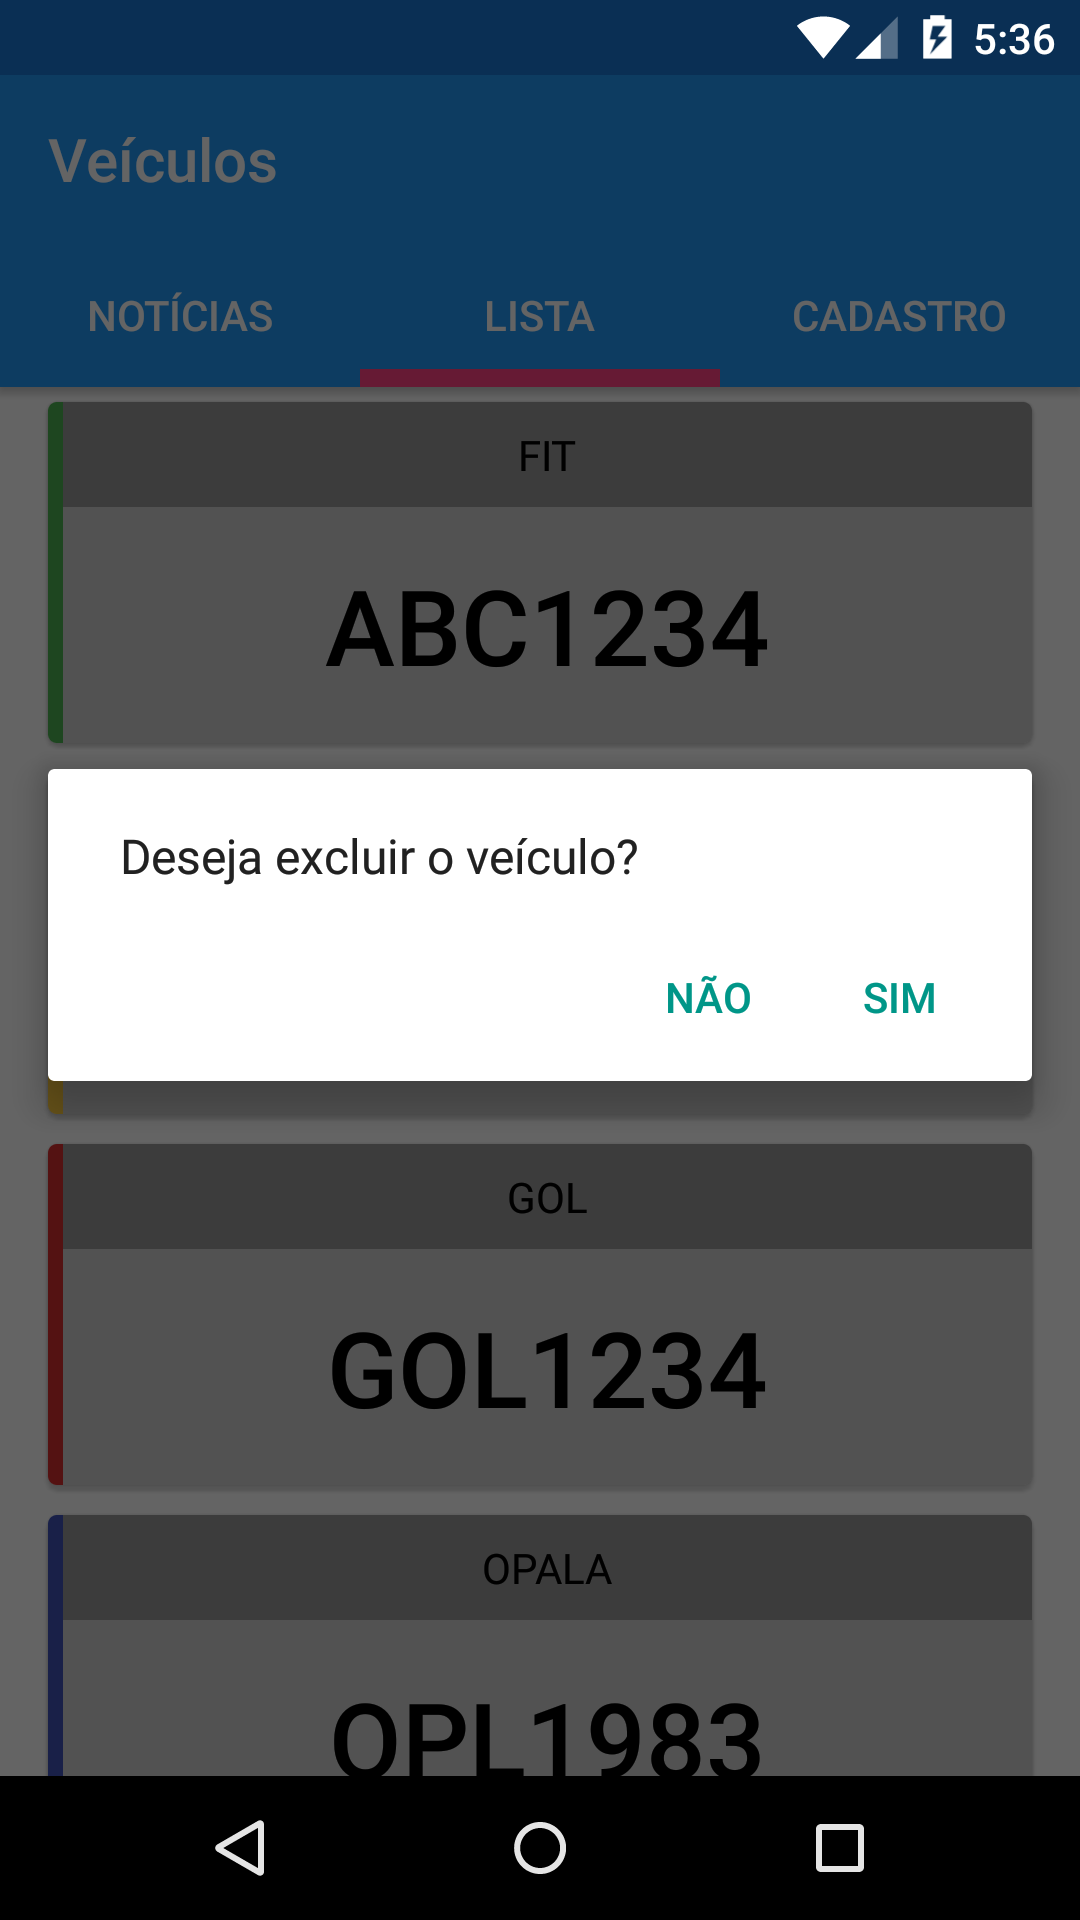 5:36
Veículos
NOTÍCIAS LISTA CADASTRO
FIT
ABC1234
Deseja excluir o veículo?
NÃO SIM
GOL
GOL1234
OPALA
OPL1983